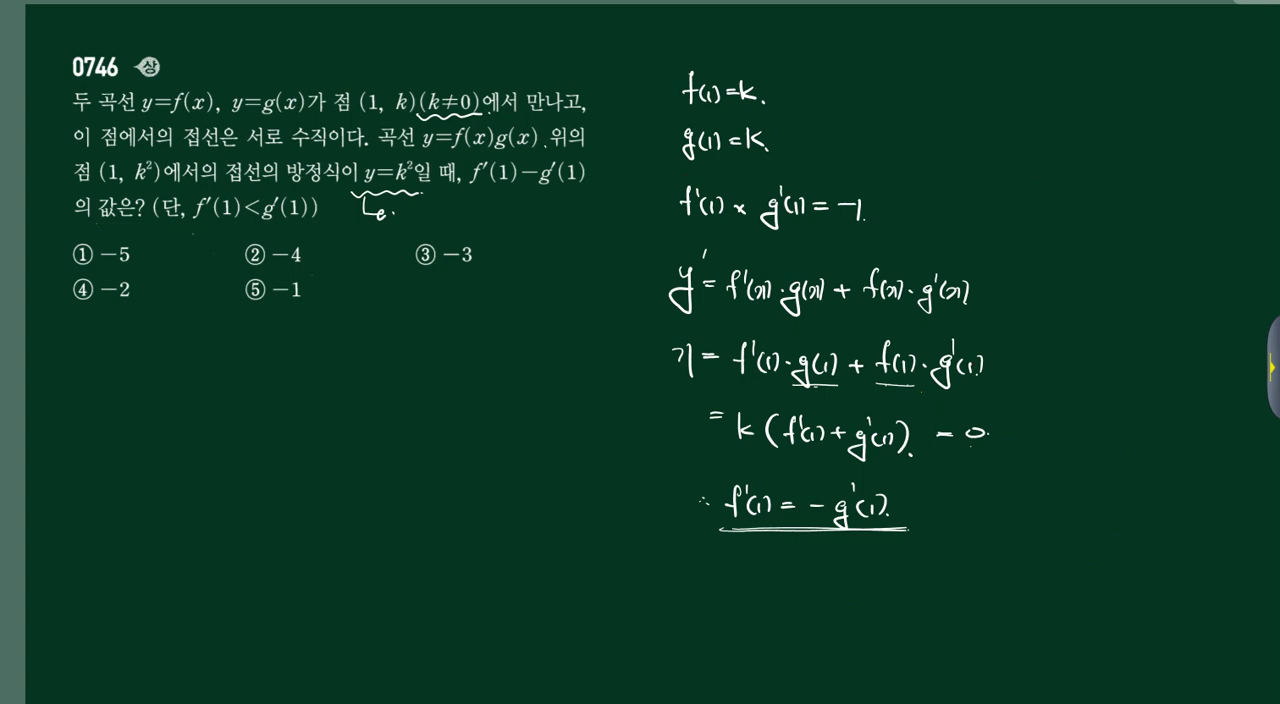 0746 상
두 곡선 y=f(x), y=g(x)가 점 (1, k)(k≠0)에서 만나고,
이 점에서의 접선은 서로 수직이다. 곡선 y=f(x)g(x) 위의
점 (1, k²)에서의 접선의 방정식이 y=k²일 때, f′(1)−g′(1)
의 값은? (단, f′(1)<g′(1))
① −5 ② −4 ③ −3
④ −2 ⑤ −1
f(1)=k.
g(1)=k.
f'(1) × g'(1) = −1.
y' = f'(x)·g(x) + f(x)·g'(x)
기 = f'(1)·g(1) + f(1)·g'(1)
= k (f'(1)+g'(1)). = 0.
∴ f'(1) = − g'(1).